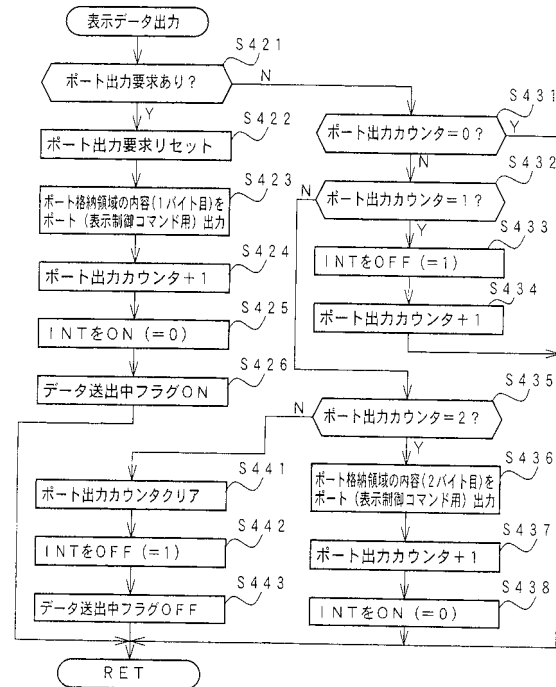 表示データ出力
S421
ポート出力要求あり?
N
Y
S422
ポート出力要求リセット
S423
ポート格納領域の内容(1バイト目)を
ポート(表示制御コマンド用)出力
S424
ポート出力カウンタ+1
S425
INTをON(=0)
S426
データ送出中フラグON
S431
ポート出力カウンタ=0?
Y
N
S432
ポート出力カウンタ=1?
N
Y
S433
INTをOFF(=1)
S434
ポート出力カウンタ+1
S435
ポート出力カウンタ=2?
N
Y
S436
ポート格納領域の内容(2バイト目)を
ポート(表示制御コマンド用)出力
S437
ポート出力カウンタ+1
S438
INTをON(=0)
S441
ポート出力カウンタクリア
S442
INTをOFF(=1)
S443
データ送出中フラグOFF
RET